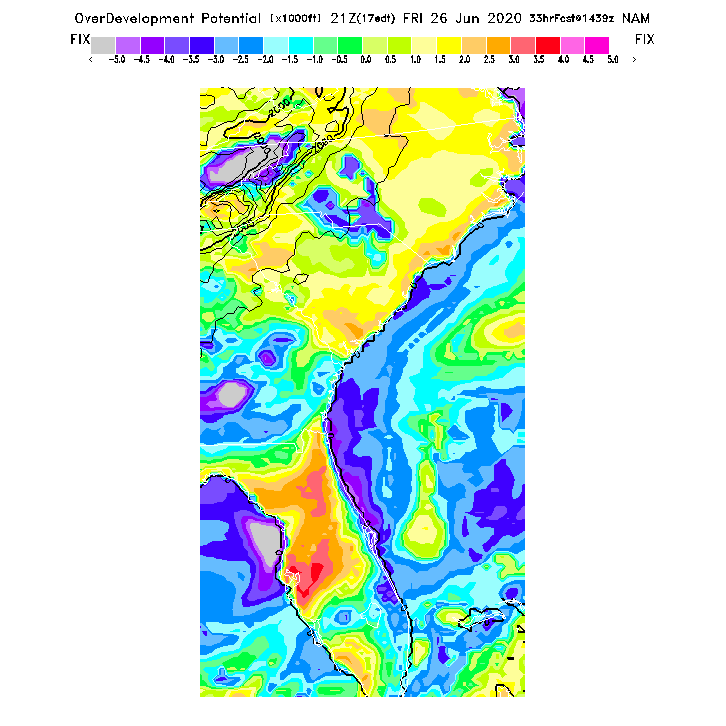 OverDevelopment Potential [x1000ft] 21Z(17edt) FRI 26 Jun 2020 33hrFcst@1439z NAM
FIX FIX
< -5.0 -4.5 -4.0 -3.5 -3.0 -2.5 -2.0 -1.5 -1.0 -0.5 0.0 0.5 1.0 1.5 2.0 2.5 3.0 3.5 4.0 4.5 5.0 >
2000
2000